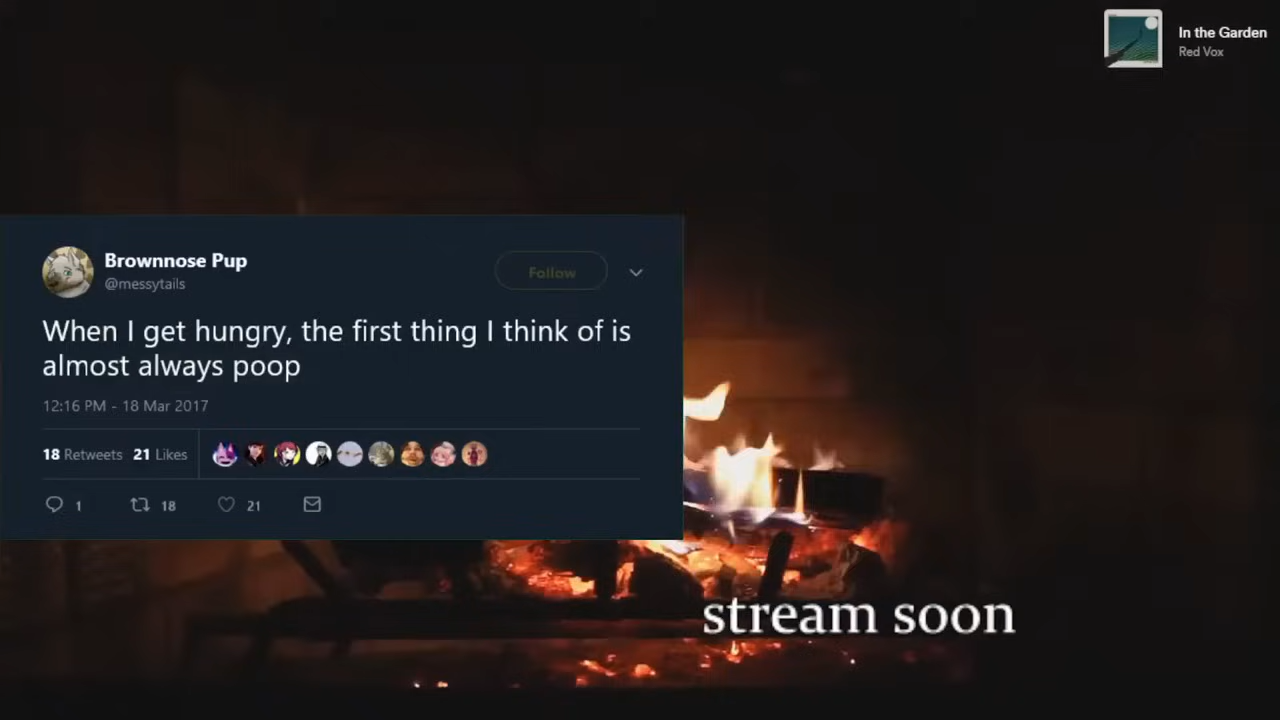 In the Garden
Red Vox
Brownnose Pup
@messytails
Follow
When I get hungry, the first thing I think of is
almost always poop
12:16 PM - 18 Mar 2017
18 Retweets 21 Likes
1 18 21
stream soon